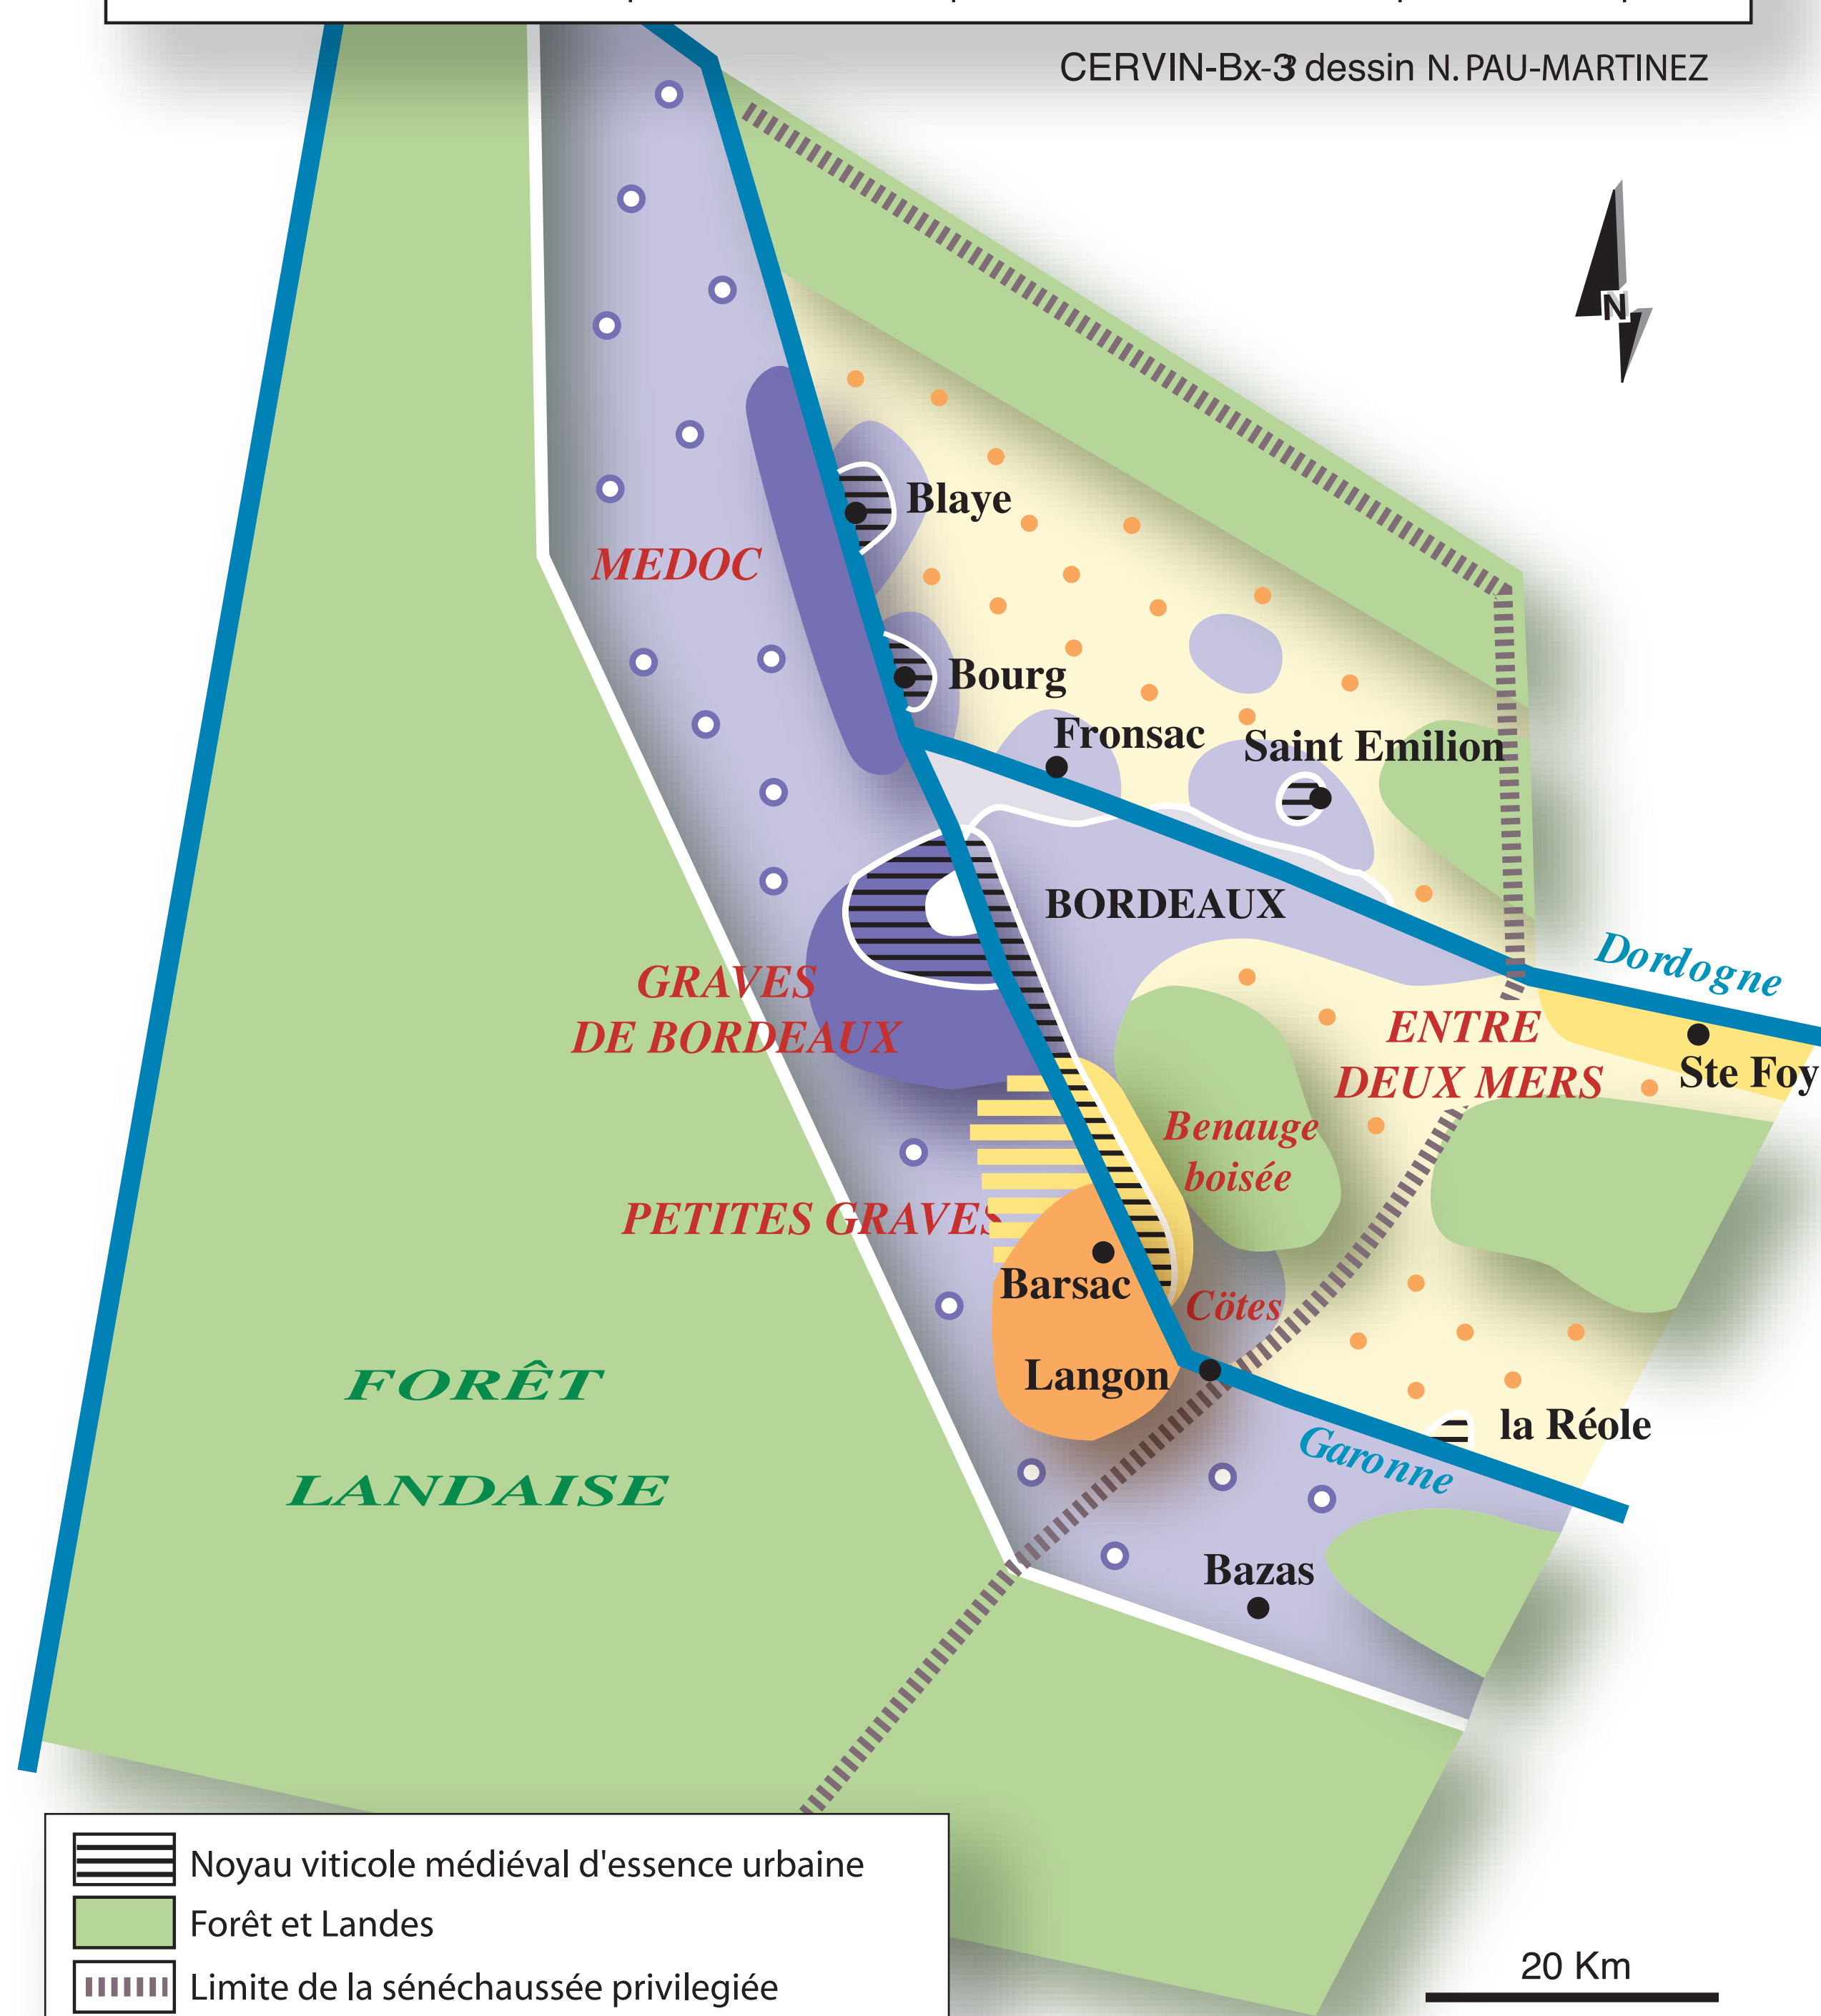 CERVIN-Bx-3 dessin N. PAU-MARTINEZ
N
Blaye
MEDOC
Bourg
Fronsac
Saint Emilion
BORDEAUX
Dordogne
GRAVES
DE BORDEAUX
ENTRE
DEUX MERS
Ste Foy
Benauge
boisée
PETITES GRAVES
Barsac
Cötes
Langon
FORÊT
LANDAISE
la Réole
Garonne
Bazas
Noyau viticole médiéval d'essence urbaine
Forêt et Landes
Limite de la sénéchaussée privilegiée
20 Km